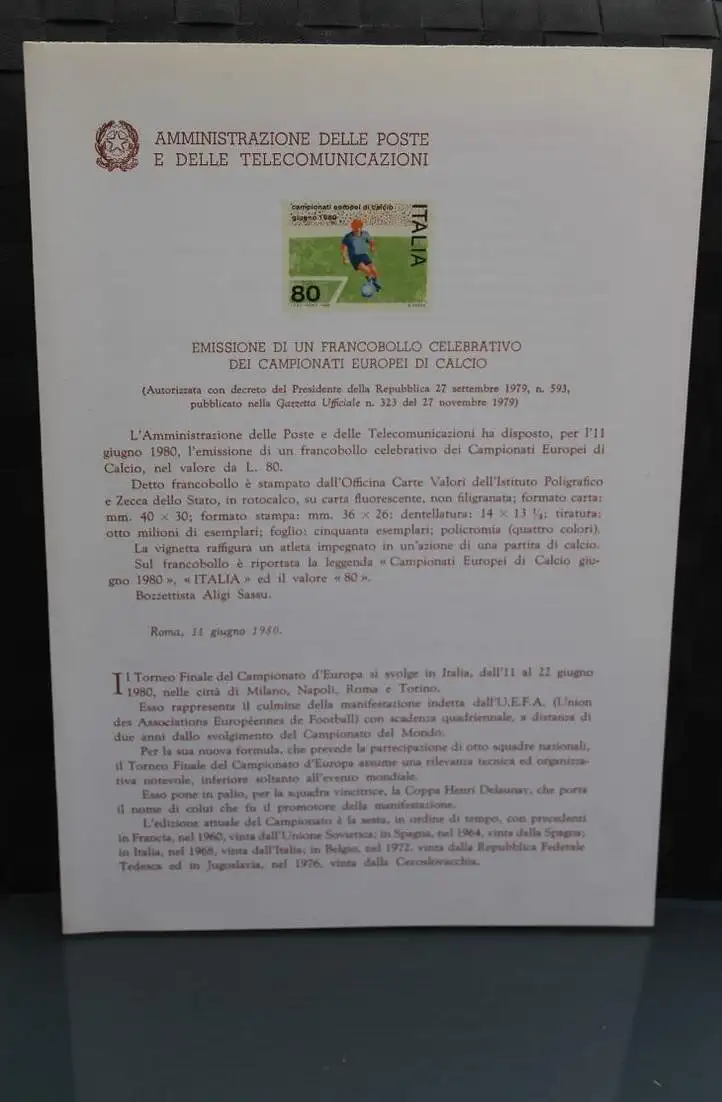 AMMINISTRAZIONE DELLE POSTE
E DELLE TELECOMUNICAZIONI
campionati europei di calcio
giugno 1980
ITALIA
80
EMISSIONE DI UN FRANCOBOLLO CELEBRATIVO
DEI CAMPIONATI EUROPEI DI CALCIO
(Autorizzata con decreto del Presidente della Repubblica 27 settembre 1979, n. 593,
pubblicato nella Gazzetta Ufficiale n. 323 del 27 novembre 1979)
L'Amministrazione delle Poste e delle Telecomunicazioni ha disposto, per l'11
giugno 1980, l'emissione di un francobollo celebrativo dei Campionati Europei di
Calcio, nel valore da L. 80.
Detto francobollo è stampato dall'Officina Carte Valori dell'Istituto Poligrafico
e Zecca dello Stato, in rotocalco, su carta fluorescente, non filigranata; formato carta:
mm. 40 × 30; formato stampa: mm. 36 × 26; dentellatura: 14 × 13 ¼; tiratura:
otto milioni di esemplari; foglio: cinquanta esemplari; policromia (quattro colori).
La vignetta raffigura un atleta impegnato in un'azione di una partita di calcio.
Sul francobollo è riportata la leggenda « Campionati Europei di Calcio giu-
gno 1980 », « ITALIA » ed il valore « 80 ».
Bozzettista Aligi Sassu.
Roma, 11 giugno 1980.
Il Torneo Finale del Campionato d'Europa si svolge in Italia, dall'11 al 22 giugno
1980, nelle città di Milano, Napoli, Roma e Torino.
Esso rappresenta il culmine della manifestazione indetta dall'U.E.F.A. (Union
des Associations Européennes de Football) con scadenza quadriennale, a distanza di
due anni dallo svolgimento del Campionato del Mondo.
Per la sua nuova formula, che prevede la partecipazione di otto squadre nazionali,
il Torneo Finale del Campionato d'Europa assume una rilevanza tecnica ed organizza-
tiva notevole, inferiore soltanto all'evento mondiale.
Esso pone in palio, per la squadra vincitrice, la Coppa Henri Delaunay, che porta
il nome di colui che fu il promotore della manifestazione.
L'edizione attuale del Campionato è la sesta, in ordine di tempo, con precedenti
in Francia, nel 1960, vinta dall'Unione Sovietica; in Spagna, nel 1964, vinta dalla Spagna;
in Italia, nel 1968, vinta dall'Italia; in Belgio, nel 1972, vinta dalla Repubblica Federale
Tedesca ed in Jugoslavia, nel 1976, vinta dalla Cecoslovacchia.